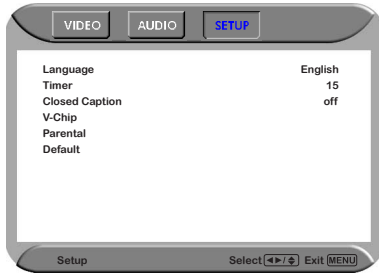 VIDEO AUDIO SETUP
Language English
Timer 15
Closed Caption off
V-Chip
Parental
Default
Setup Select ◄►/♦ Exit MENU